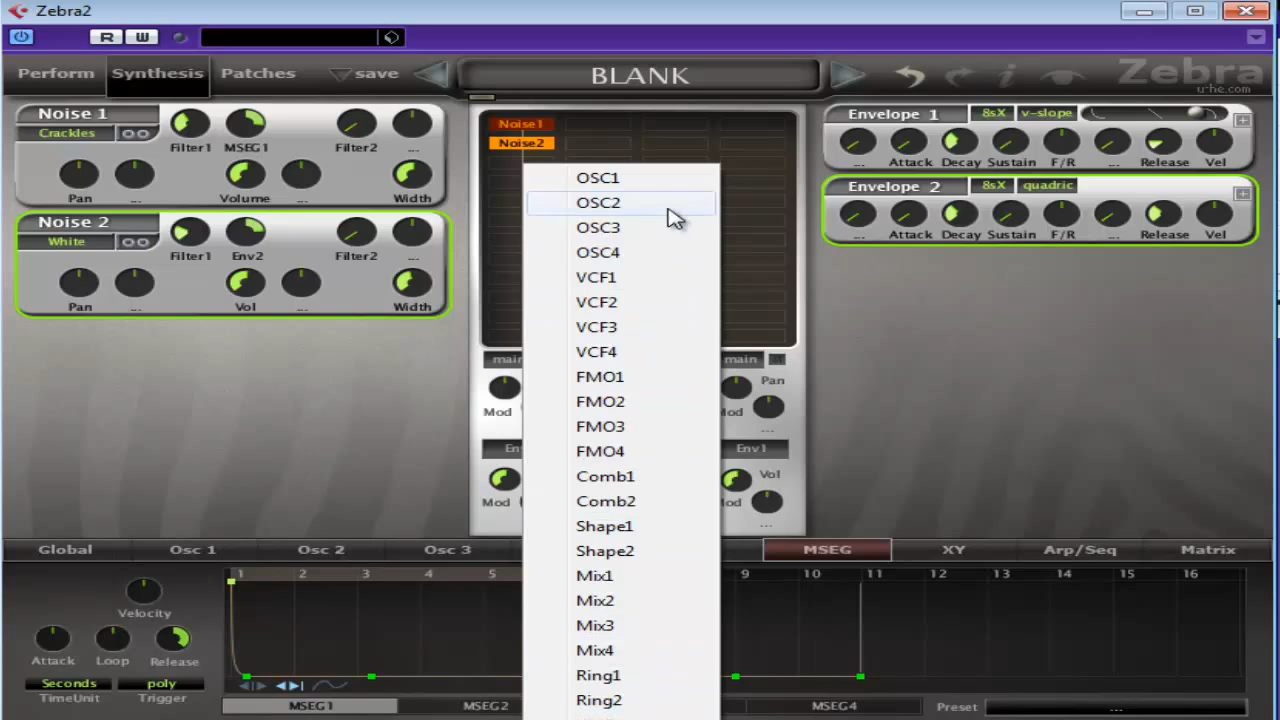 Zebra2
R W
Perform Synthesis Patches save BLANK Zebra
u-he.com
Noise 1
Crackles
Filter1 MSEG1 Filter2 ...
Pan ... Volume ... Width
Noise 2
White
Filter1 Env2 Filter2 ...
Pan ... Vol ... Width
Noise1
Noise2
OSC1
OSC2
OSC3
OSC4
VCF1
VCF2
VCF3
VCF4
FMO1
FMO2
FMO3
FMO4
Comb1
Comb2
Shape1
Shape2
Mix1
Mix2
Mix3
Mix4
Ring1
Ring2
main
Mod
Mod
main
Pan
...
Env1
Vol
...
Envelope 1 8sX v-slope
... Attack Decay Sustain F/R ... Release Vel
Envelope 2 8sX quadric
... Attack Decay Sustain F/R ... Release Vel
Global Osc 1 Osc 2 Osc 3 MSEG XY Arp/Seq Matrix
1 2 3 4 5 9 10 11 12 13 14 15 16
Velocity
Attack Loop Release
Seconds poly
TimeUnit Trigger
MSEG1 MSEG2 MSEG4 Preset ...